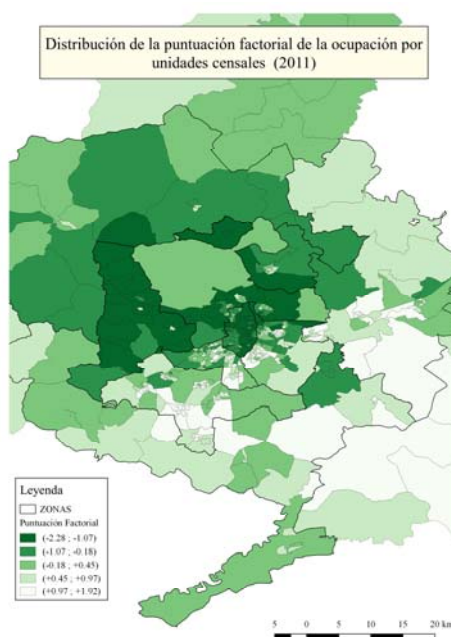 Distribución de la puntuación factorial de la ocupación por
unidades censales (2011)
Leyenda
ZONAS
Puntuación Factorial
(-2.28 ; -1.07)
(-1.07 ; -0.18)
(-0.18 ; +0.45)
(+0.45 ; +0.97)
(+0.97 ; +1.92)
5 0 5 10 15 20 km